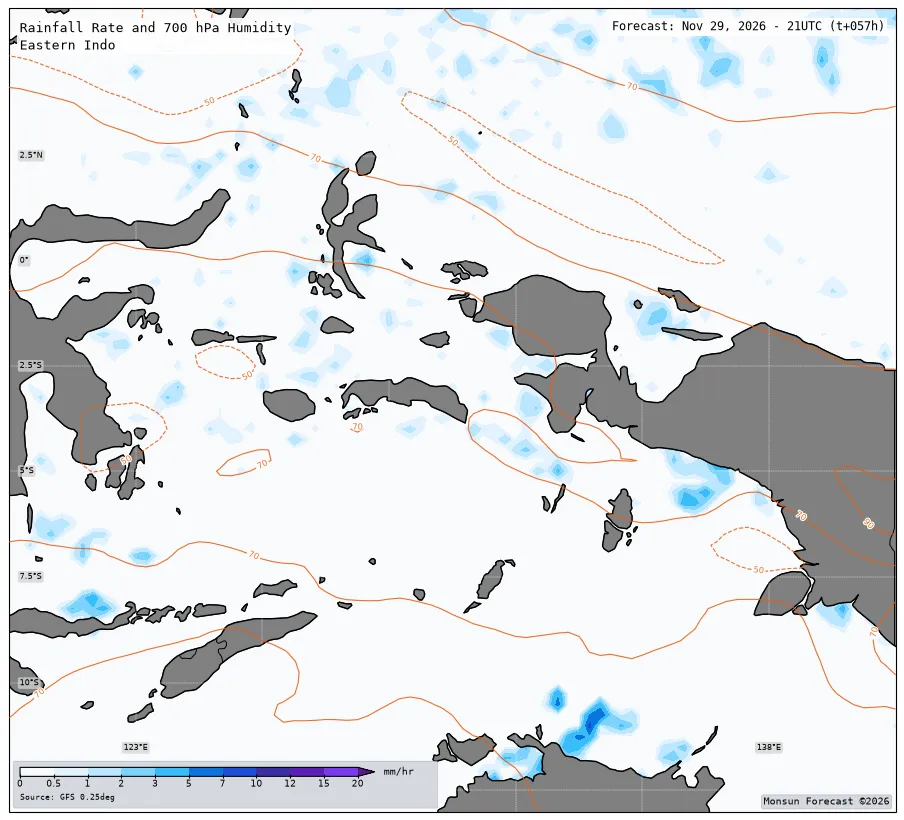 Rainfall Rate and 700 hPa Humidity
Eastern Indo
Forecast: Nov 29, 2026 - 21UTC (t+057h)
50
70
50
2.5°N
70
0°
2.5°S
50
70
50
70
5°S
70
80
70
50
7.5°S
70
10°S
70
123°E
138°E
mm/hr
0 0.5 1 2 3 5 7 10 12 15 20
Source: GFS 0.25deg
Monsun Forecast ©2026